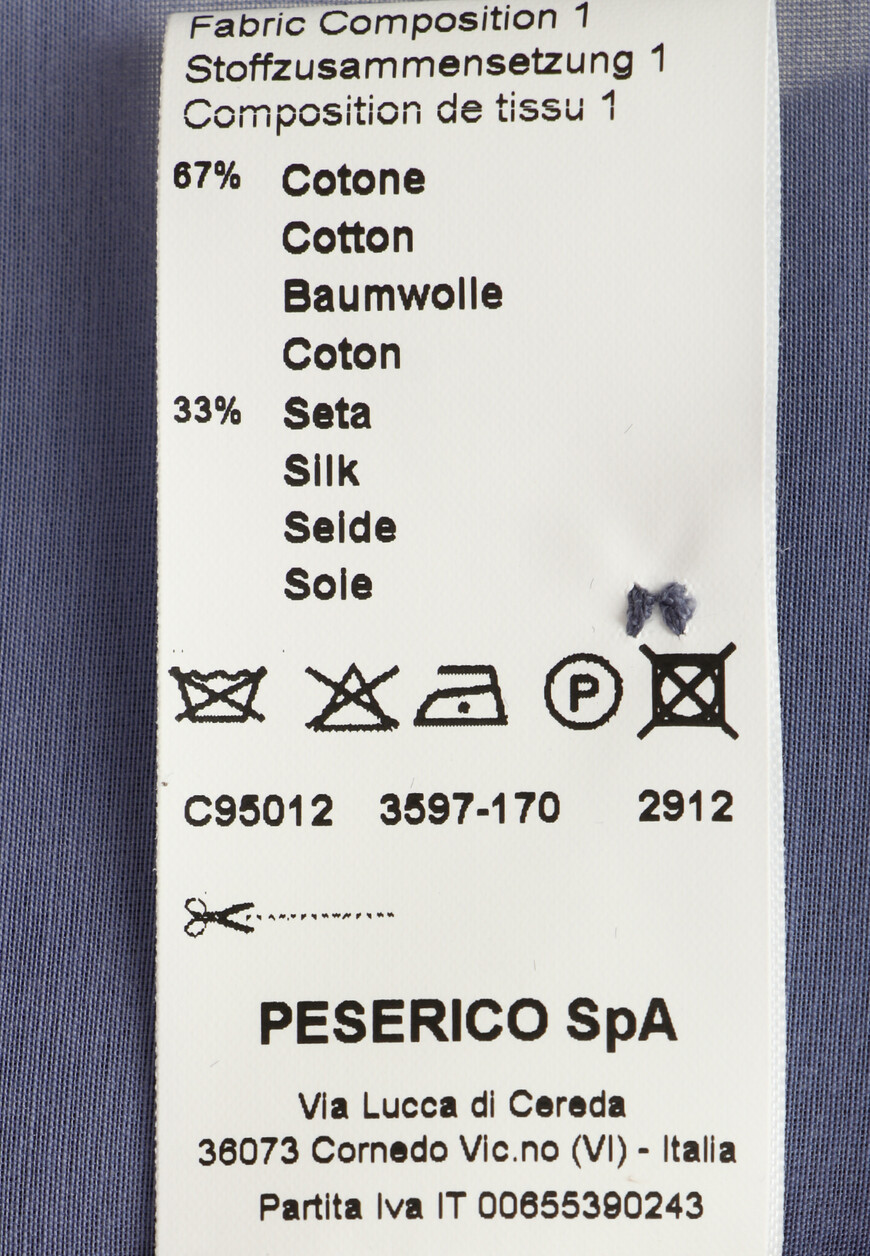 Fabric Composition 1
Stoffzusammensetzung 1
Composition de tissu 1
67% Cotone
Cotton
Baumwolle
Coton
33% Seta
Silk
Seide
Soie
P
C95012 3597-170 2912
PESERICO SpA
Via Lucca di Cereda
36073 Cornedo Vic.no (VI) - Italia
Partita Iva IT 00655390243